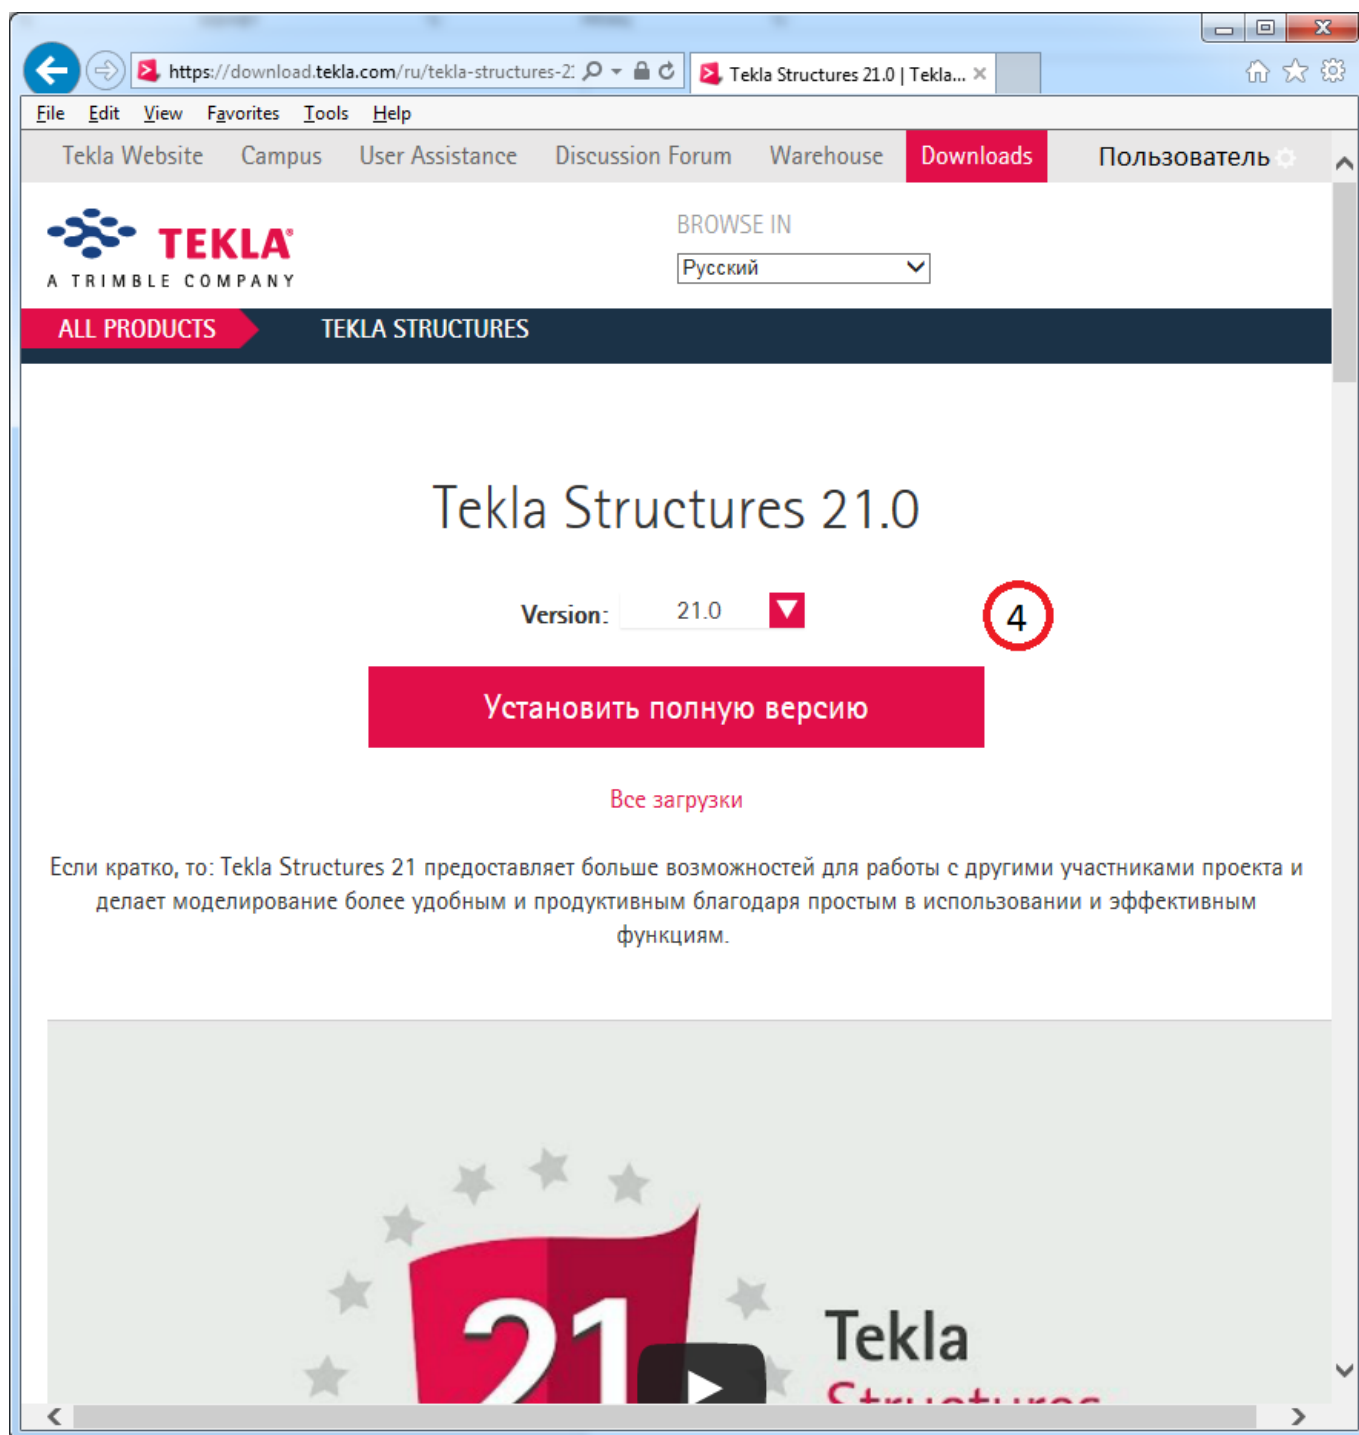 https://download.tekla.com/ru/tekla-structures-2
Tekla Structures 21.0 | Tekla...
File Edit View Favorites Tools Help
Tekla Website Campus User Assistance Discussion Forum Warehouse Downloads Пользователь
TEKLA®
A TRIMBLE COMPANY
BROWSE IN
Русский
ALL PRODUCTS TEKLA STRUCTURES
Tekla Structures 21.0
Version: 21.0
4
Установить полную версию
Все загрузки
Если кратко, то: Tekla Structures 21 предоставляет больше возможностей для работы с другими участниками проекта и
делает моделирование более удобным и продуктивным благодаря простым в использовании и эффективным
функциям.
21
Tekla
Structures